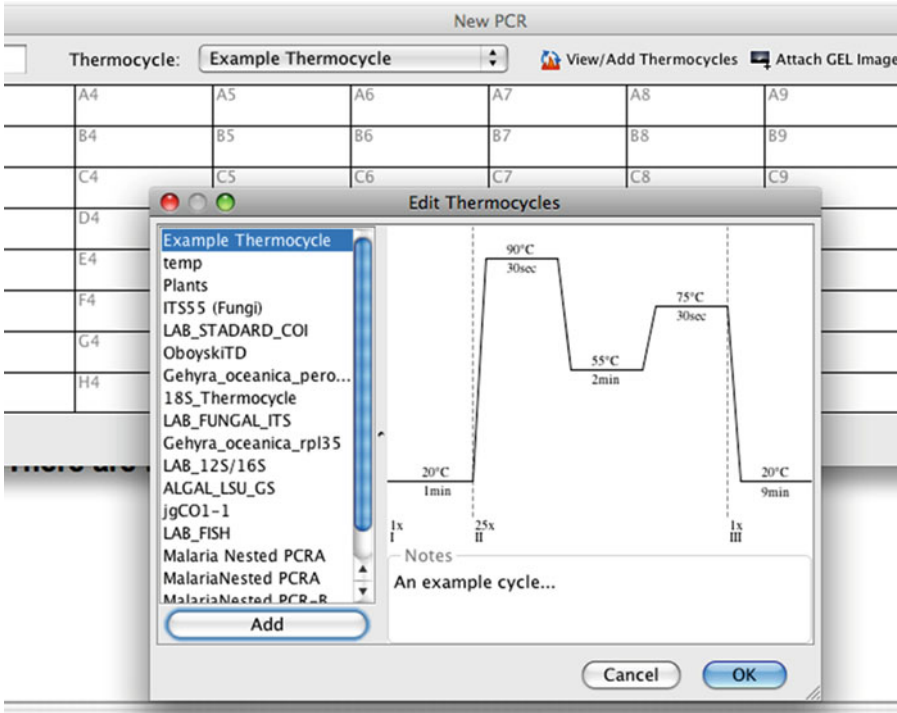 New PCR
Thermocycle: Example Thermocycle View/Add Thermocycles Attach GEL Image
A4 A5 A6 A7 A8 A9
B4 B5 B6 B7 B8 B9
C4 C5 C6 C7 C8 C9
D4
E4
F4
G4
H4
Edit Thermocycles
Example Thermocycle
temp
Plants
ITS55 (Fungi)
LAB_STADARD_COI
OboyskiTD
Gehyra_oceanica_pero...
18S_Thermocycle
LAB_FUNGAL_ITS
Gehyra_oceanica_rpl35
LAB_12S/16S
ALGAL_LSU_GS
jgCO1-1
LAB_FISH
Malaria Nested PCRA
MalariaNested PCRA
MalariaNested PCR-B
Add
90°C
30sec
75°C
30sec
55°C
2min
20°C
1min
20°C
9min
1x
I
25x
II
1x
III
Notes
An example cycle...
Cancel OK